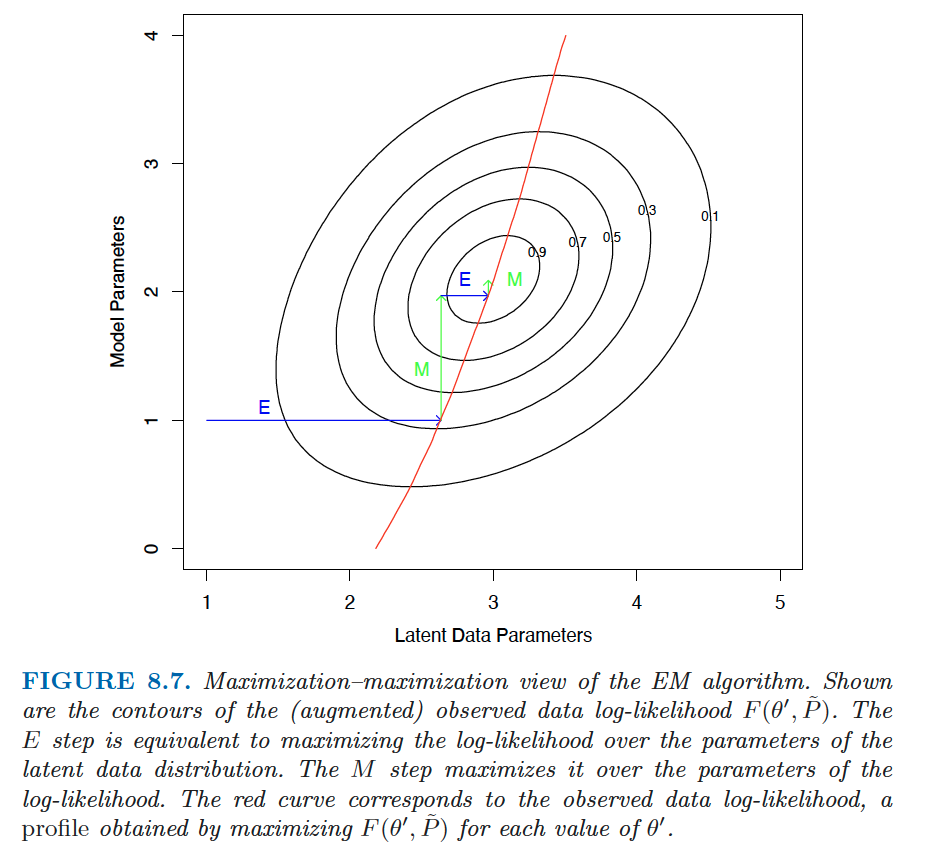 4
3
2
1
0
Model Parameters
0.1
0.3
0.5
0.7
0.9
E
M
M
E
1
2
3
4
5
Latent Data Parameters
FIGURE 8.7. Maximization–maximization view of the EM algorithm. Shown
are the contours of the (augmented) observed data log-likelihood F(θ′, P̃). The
E step is equivalent to maximizing the log-likelihood over the parameters of the
latent data distribution. The M step maximizes it over the parameters of the
log-likelihood. The red curve corresponds to the observed data log-likelihood, a
profile obtained by maximizing F(θ′, P̃) for each value of θ′.